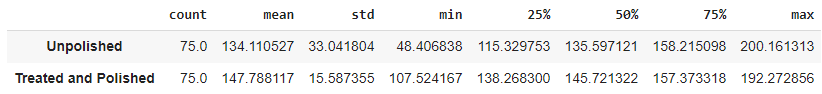 count mean std min 25% 50% 75% max
Unpolished 75.0 134.110527 33.041804 48.406838 115.329753 135.597121 158.215098 200.161313
Treated and Polished 75.0 147.788117 15.587355 107.524167 138.268300 145.721322 157.373318 192.272856